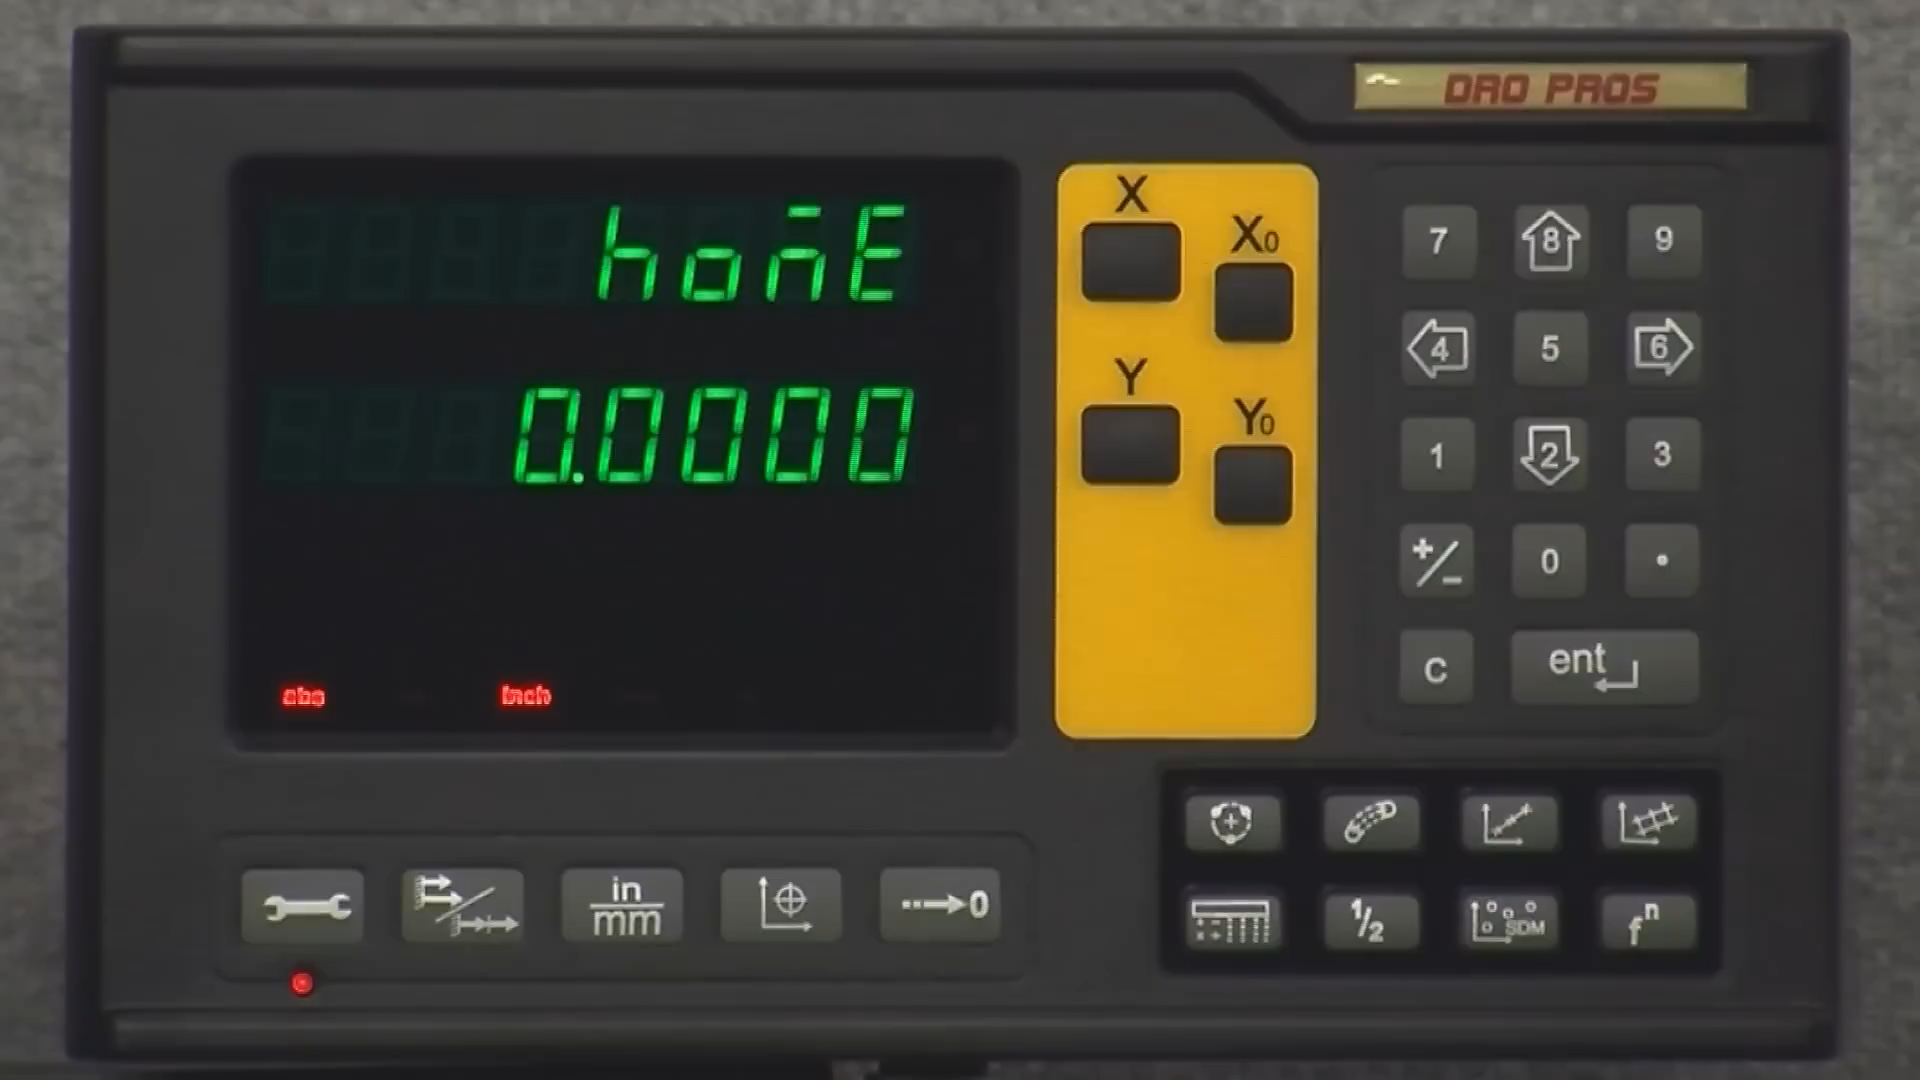 DRO PROS
homE
0.0000
abs
inch
X
X0
Y
Y0
7 8 9
4 5 6
1 2 3
+/- 0 .
C ent
in
mm
0
1/2
SDM
fn